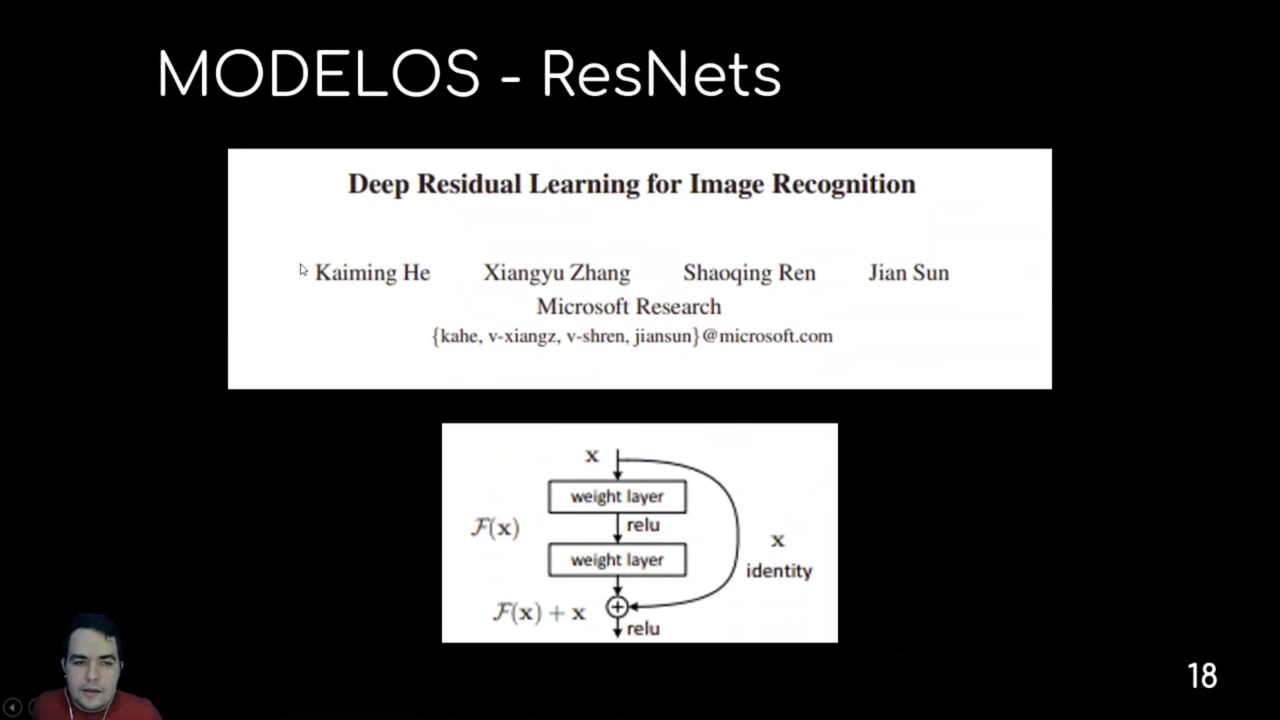 MODELOS - ResNets
Deep Residual Learning for Image Recognition
Kaiming He Xiangyu Zhang Shaoqing Ren Jian Sun
Microsoft Research
{kahe, v-xiangz, v-shren, jiansun}@microsoft.com
x
weight layer
F(x) relu
weight layer
x
identity
F(x) + x +
relu
18